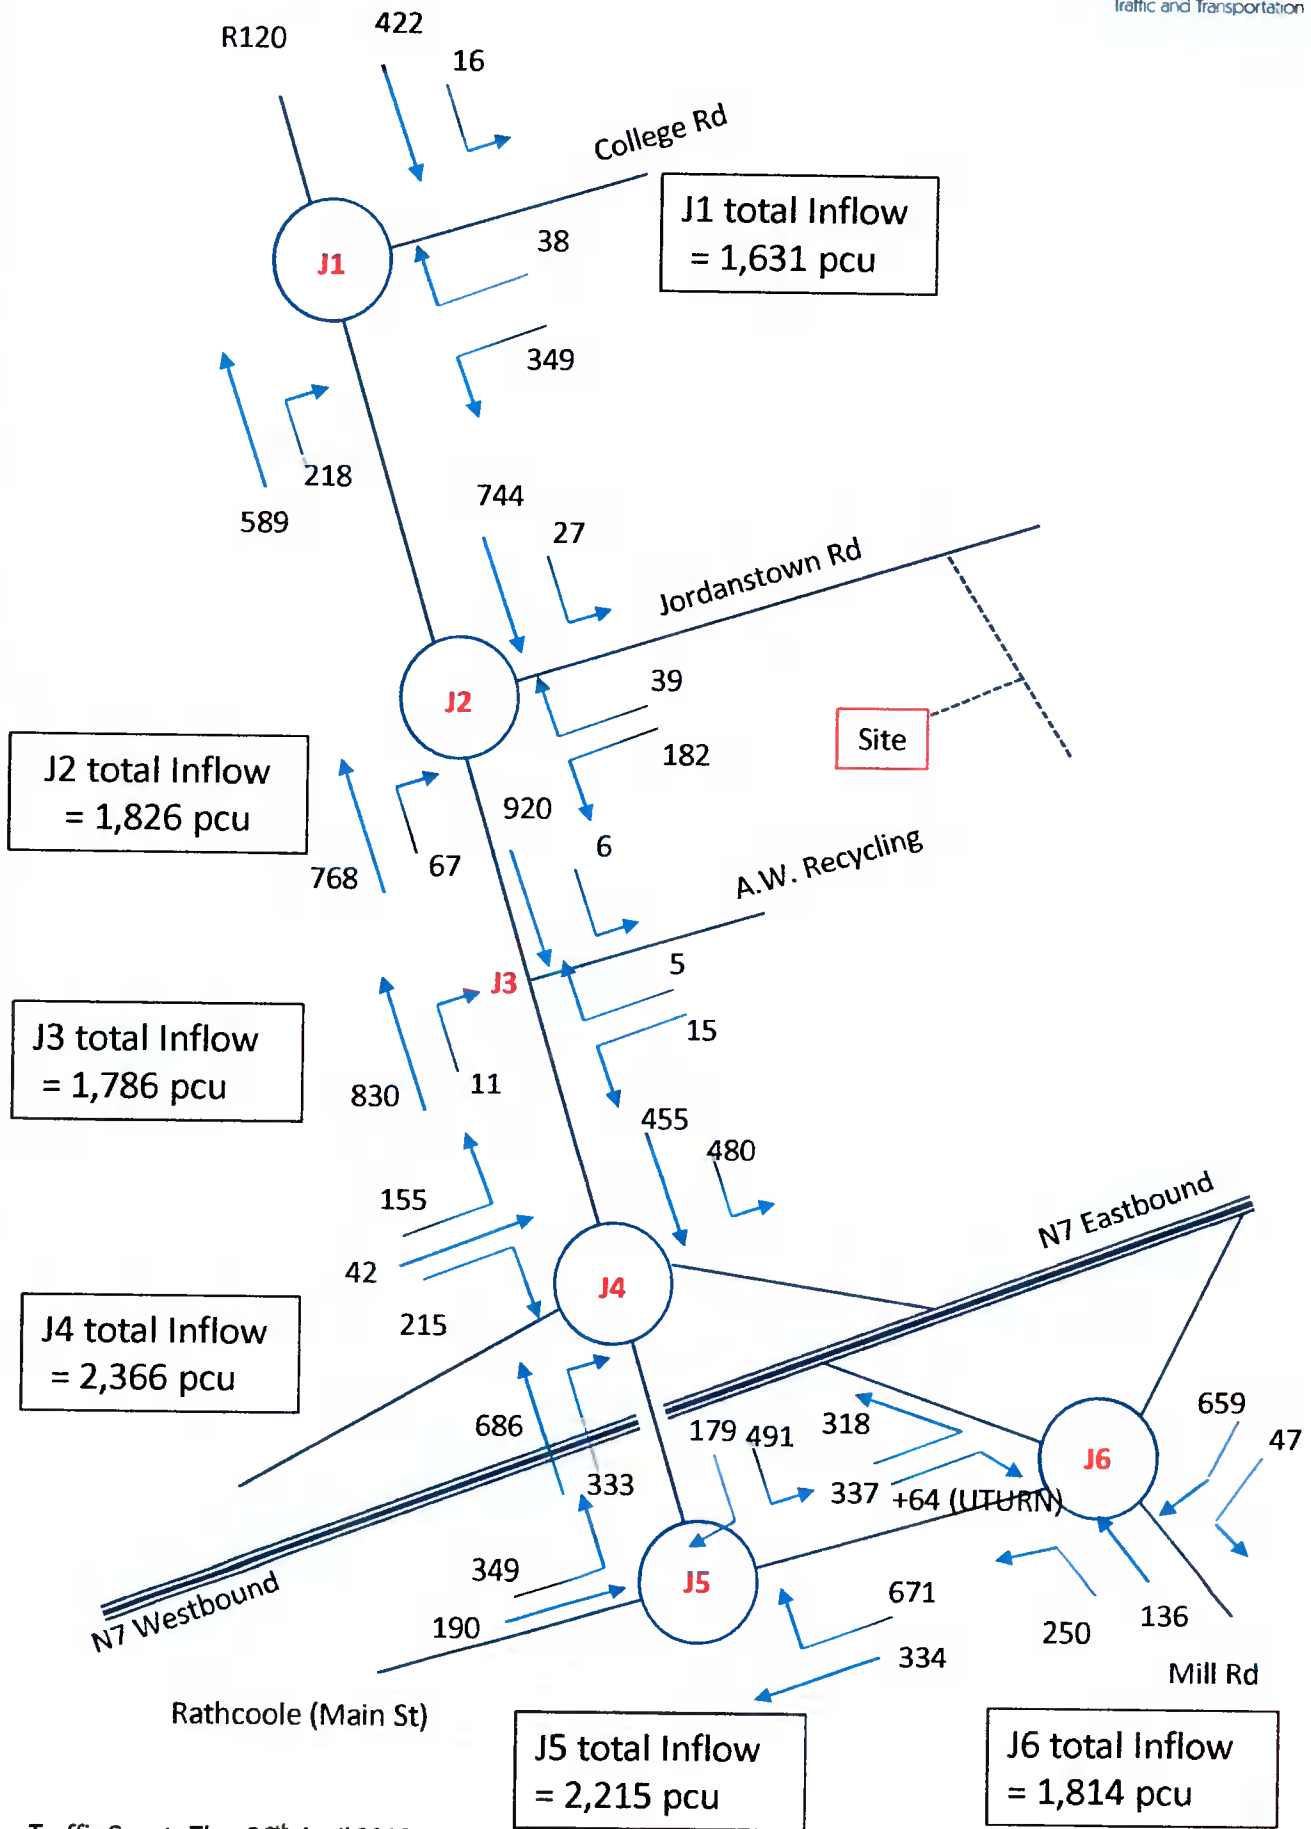 Traffic and Transportation
R120
422
16
College Rd
J1 total Inflow
= 1,631 pcu
J1
38
349
218
589
744
27
Jordanstown Rd
39
J2
182
Site
J2 total Inflow
= 1,826 pcu
920
6
67
768
A.W. Recycling
5
J3
15
J3 total Inflow
= 1,786 pcu
11
830
455
480
155
N7 Eastbound
42
J4
215
J4 total Inflow
= 2,366 pcu
686
333
179
491
318
659
47
J6
337
+64 (UTURN)
349
J5
190
N7 Westbound
671
334
250
136
Mill Rd
Rathcoole (Main St)
J5 total Inflow
= 2,215 pcu
J6 total Inflow
= 1,814 pcu